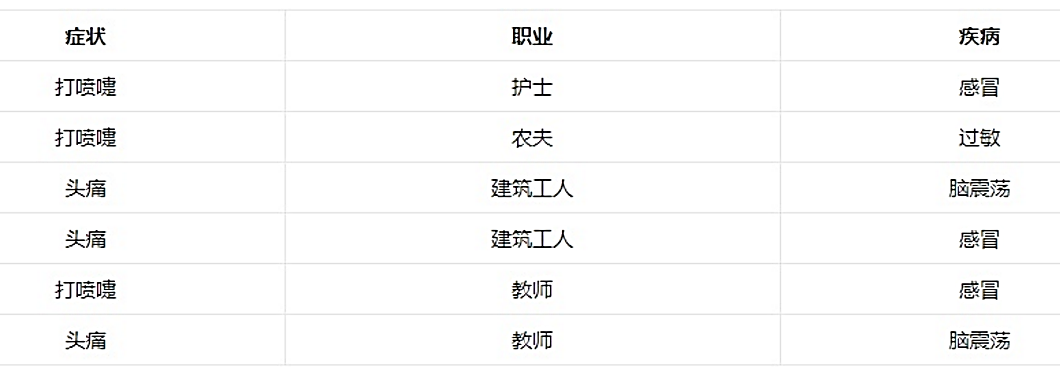 症状 职业 疾病
打喷嚏 护士 感冒
打喷嚏 农夫 过敏
头痛 建筑工人 脑震荡
头痛 建筑工人 感冒
打喷嚏 教师 感冒
头痛 教师 脑震荡